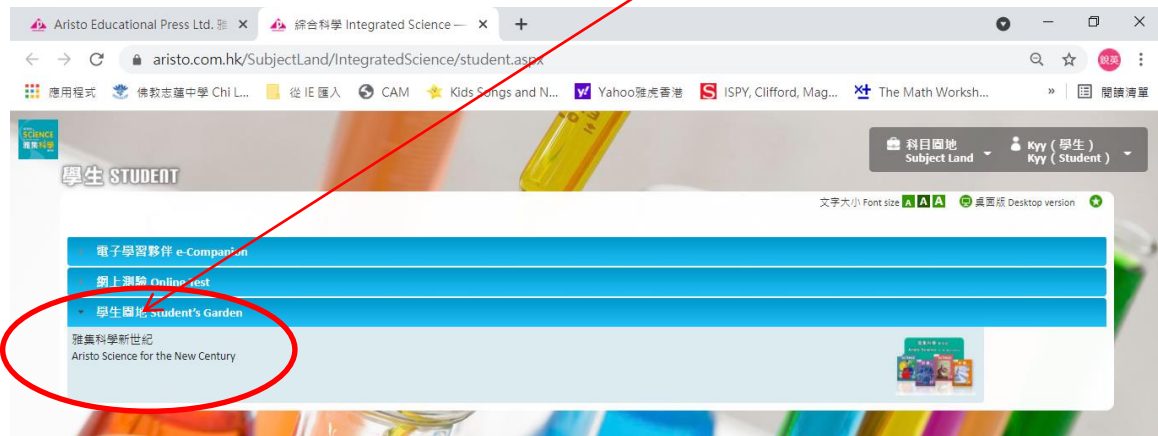 Aristo Educational Press Ltd. 雅
綜合科學 Integrated Science —
aristo.com.hk/SubjectLand/IntegratedScience/student.aspx
應用程式
佛教志蓮中學 Chi L...
從 IE 匯入
CAM
Kids Songs and N...
Yahoo雅虎香港
ISPY, Clifford, Mag...
The Math Worksh...
»
閱讀清單
SCIENCE
雅集科學
學生 STUDENT
科目園地
Subject Land
Kyy ( 學生 )
Kyy ( Student )
文字大小 Font size A A A 桌面版 Desktop version
電子學習夥伴 e-Companion
網上測驗 Online Test
學生園地 Student's Garden
雅集科學新世紀
Aristo Science for the New Century